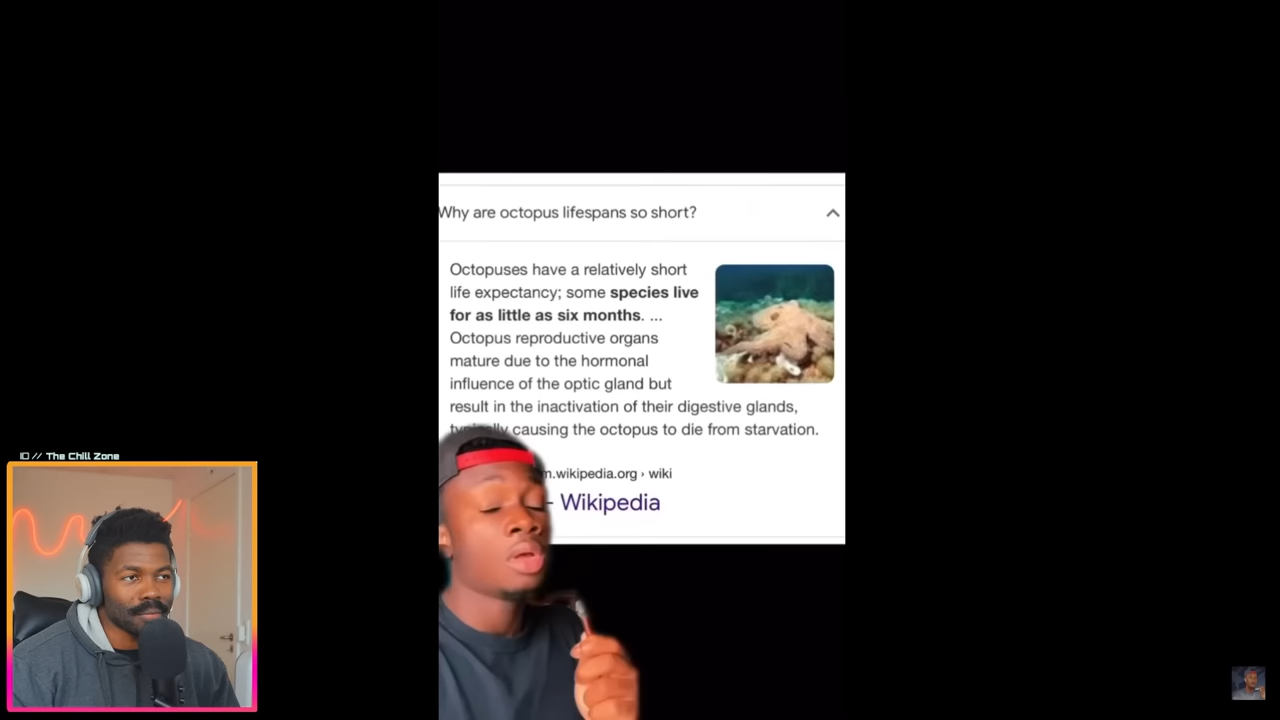 Why are octopus lifespans so short?
Octopuses have a relatively short
life expectancy; some species live
for as little as six months. ...
Octopus reproductive organs
mature due to the hormonal
influence of the optic gland but
result in the inactivation of their digestive glands,
typically causing the octopus to die from starvation.
m.wikipedia.org › wiki
- Wikipedia
ID // The Chill Zone